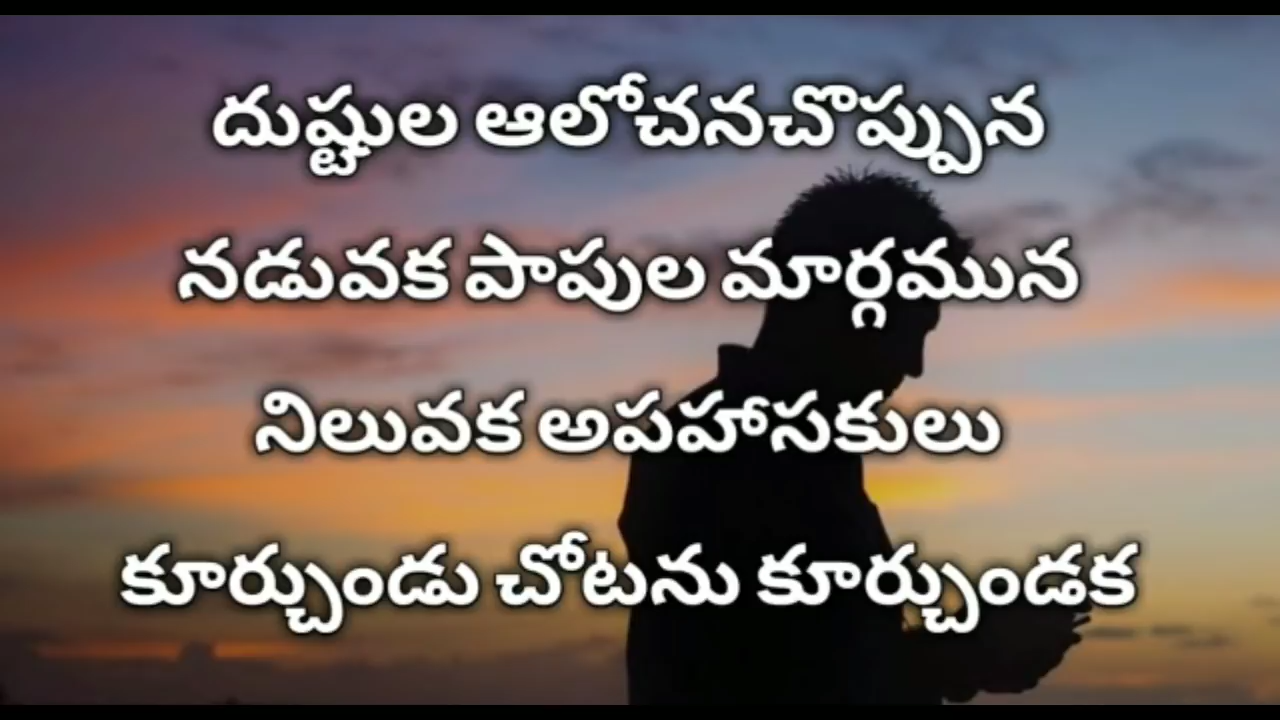 దుష్టుల ఆలోచనచొప్పున
నడువక పాపుల మార్గమున
నిలువక అపహాసకులు
కూర్చుండు చోటను కూర్చుండక